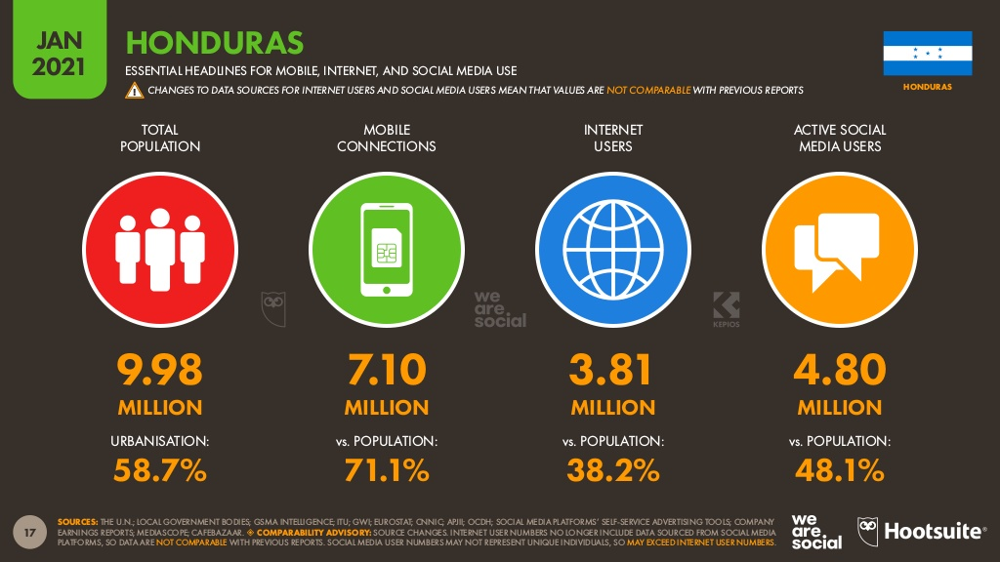 JAN
2021
HONDURAS
ESSENTIAL HEADLINES FOR MOBILE, INTERNET, AND SOCIAL MEDIA USE
CHANGES TO DATA SOURCES FOR INTERNET USERS AND SOCIAL MEDIA USERS MEAN THAT VALUES ARE NOT COMPARABLE WITH PREVIOUS REPORTS
HONDURAS
TOTAL
POPULATION
MOBILE
CONNECTIONS
INTERNET
USERS
ACTIVE SOCIAL
MEDIA USERS
we
are
social
KEPIOS
9.98
MILLION
URBANISATION:
58.7%
7.10
MILLION
vs. POPULATION:
71.1%
3.81
MILLION
vs. POPULATION:
38.2%
4.80
MILLION
vs. POPULATION:
48.1%
17
SOURCES: THE U.N.; LOCAL GOVERNMENT BODIES; GSMA INTELLIGENCE; ITU; GWI; EUROSTAT; CNNIC; APJII; OCDH; SOCIAL MEDIA PLATFORMS' SELF-SERVICE ADVERTISING TOOLS; COMPANY
EARNINGS REPORTS; MEDIASCOPE; CAFEBAZAAR. COMPARABILITY ADVISORY: SOURCE CHANGES. INTERNET USER NUMBERS NO LONGER INCLUDE DATA SOURCED FROM SOCIAL MEDIA
PLATFORMS, SO DATA ARE NOT COMPARABLE WITH PREVIOUS REPORTS. SOCIAL MEDIA USER NUMBERS MAY NOT REPRESENT UNIQUE INDIVIDUALS, SO MAY EXCEED INTERNET USER NUMBERS.
we
are
social
Hootsuite®